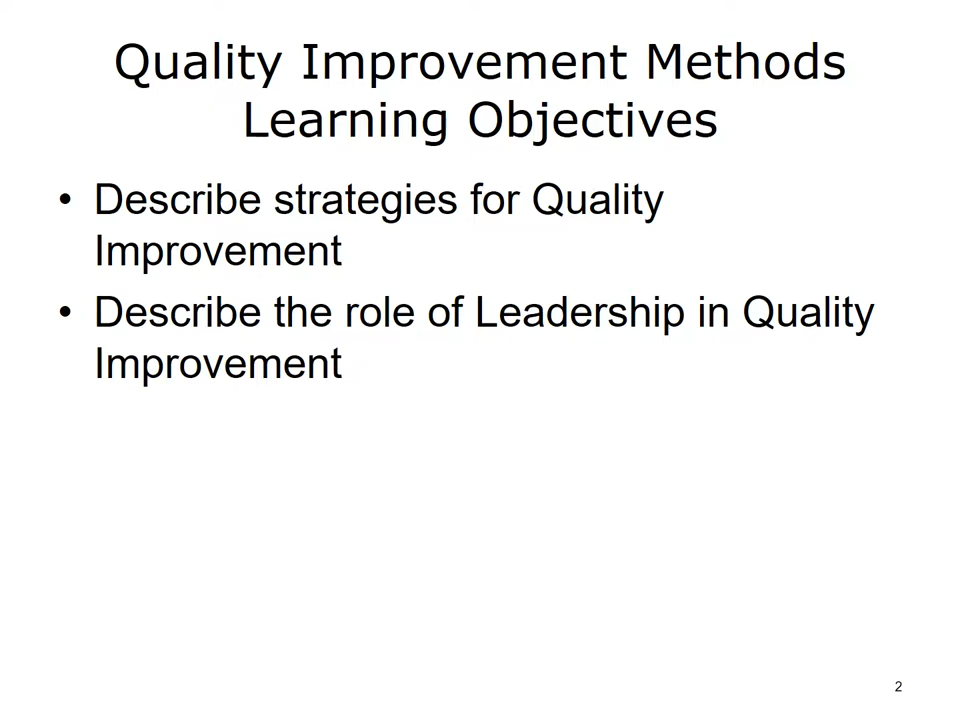 Quality Improvement Methods
Learning Objectives
• Describe strategies for Quality
Improvement
• Describe the role of Leadership in Quality
Improvement
2